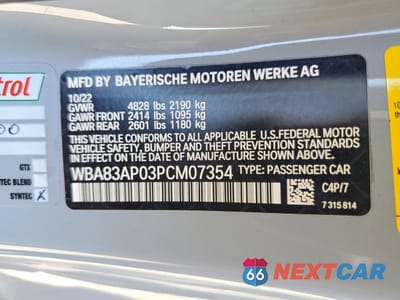 MFD BY BAYERISCHE MOTOREN WERKE AG
10/22
GVWR 4828 lbs 2190 kg
GAWR FRONT 2414 lbs 1095 kg
GAWR REAR 2601 lbs 1180 kg
THIS VEHICLE CONFORMS TO ALL APPLICABLE U.S.FEDERAL MOTOR
VEHICLE SAFETY, BUMPER AND THEFT PREVENTION STANDARDS
IN EFFECT ON THE DATE OF MANUFACTURE SHOWN ABOVE.
WBA83AP03PCM07354 TYPE: PASSENGER CAR
C4P/7
7 315 814
trol
GTX
TEC BLEND
SYNTEC X
66 NEXTCAR